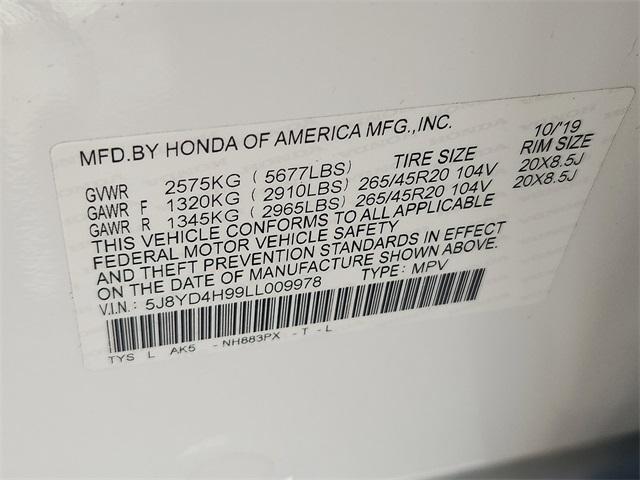 MFD.BY HONDA OF AMERICA MFG.,INC. 10/'19
TIRE SIZE RIM SIZE
GVWR 2575KG ( 5677LBS)
GAWR F 1320KG ( 2910LBS) 265/45R20 104V 20X8.5J
GAWR R 1345KG ( 2965LBS) 265/45R20 104V 20X8.5J
THIS VEHICLE CONFORMS TO ALL APPLICABLE
FEDERAL MOTOR VEHICLE SAFETY
AND THEFT PREVENTION STANDARDS IN EFFECT
ON THE DATE OF MANUFACTURE SHOWN ABOVE.
V.I.N.: 5J8YD4H99LL009978 TYPE: MPV
TYS L AK5 - NH883PX - T - L